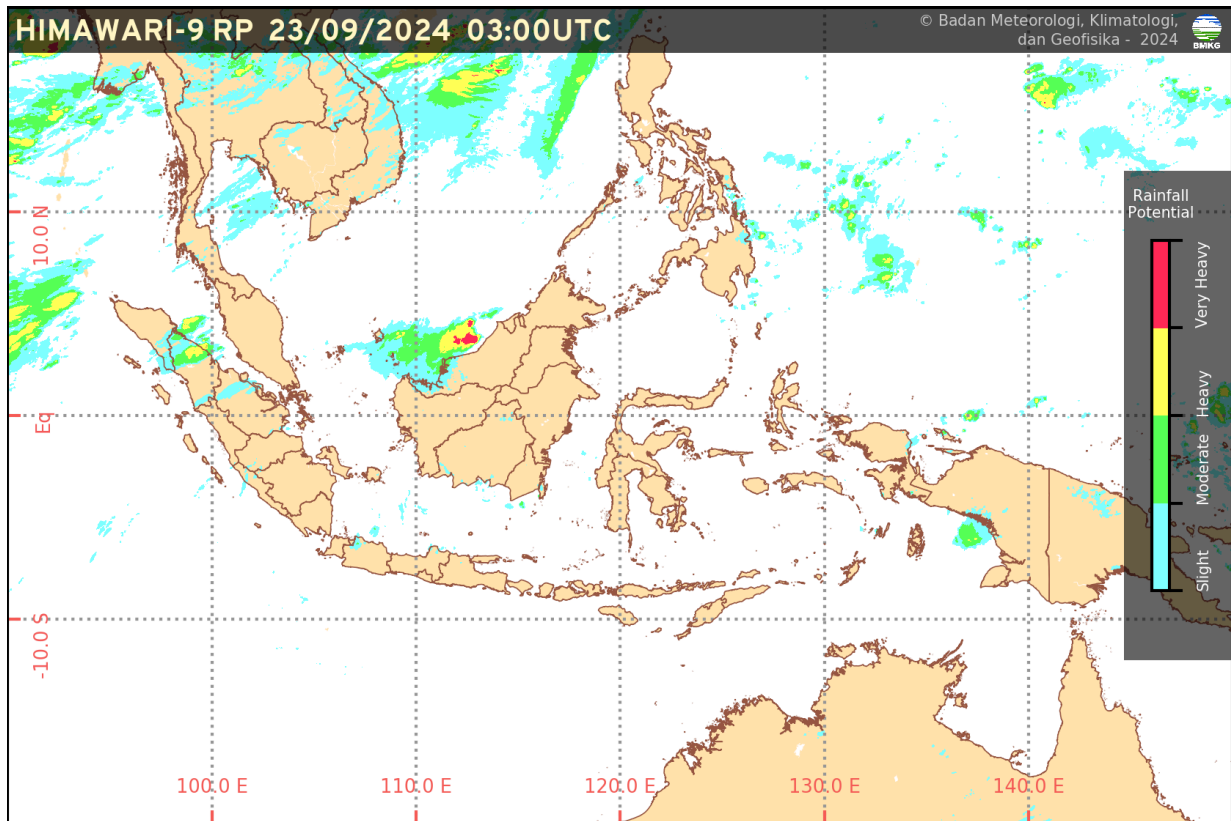 HIMAWARI-9 RP 23/09/2024 03:00UTC
© Badan Meteorologi, Klimatologi,
dan Geofisika - 2024
BMKG
Rainfall
Potential
Very Heavy
Heavy
Moderate
Slight
10.0 N
Eq
-10.0 S
100.0 E
110.0 E
120.0 E
130.0 E
140.0 E